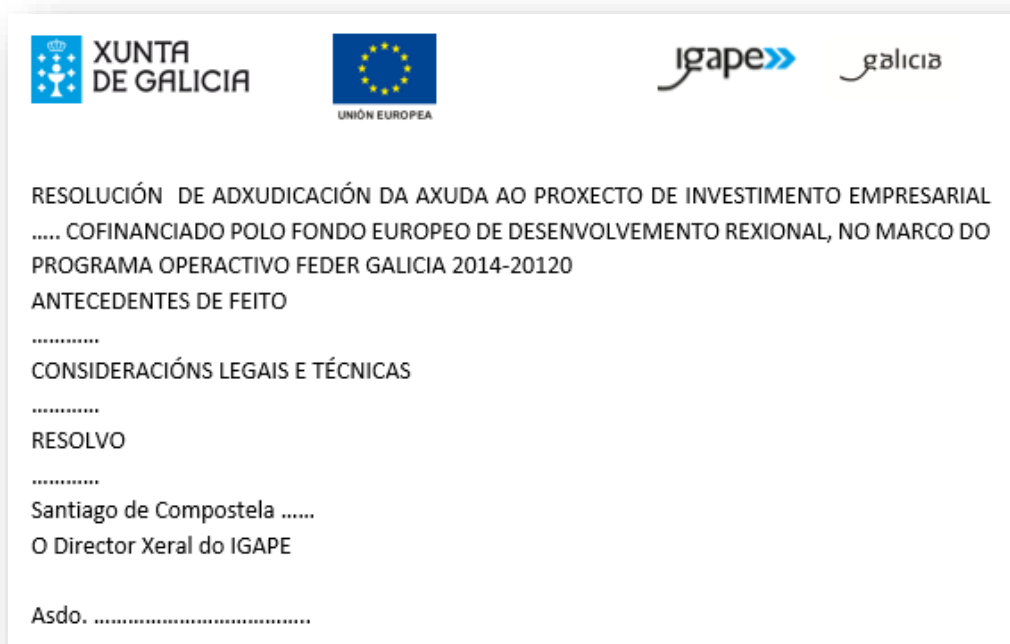 XUNTA
DE GALICIA
UNIÓN EUROPEA
igape
galicia
RESOLUCIÓN DE ADXUDICACIÓN DA AXUDA AO PROXECTO DE INVESTIMENTO EMPRESARIAL
….. COFINANCIADO POLO FONDO EUROPEO DE DESENVOLVEMENTO REXIONAL, NO MARCO DO
PROGRAMA OPERACTIVO FEDER GALICIA 2014-20120
ANTECEDENTES DE FEITO
…………
CONSIDERACIÓNS LEGAIS E TÉCNICAS
…………
RESOLVO
…………
Santiago de Compostela ……
O Director Xeral do IGAPE
Asdo. …………………………………..